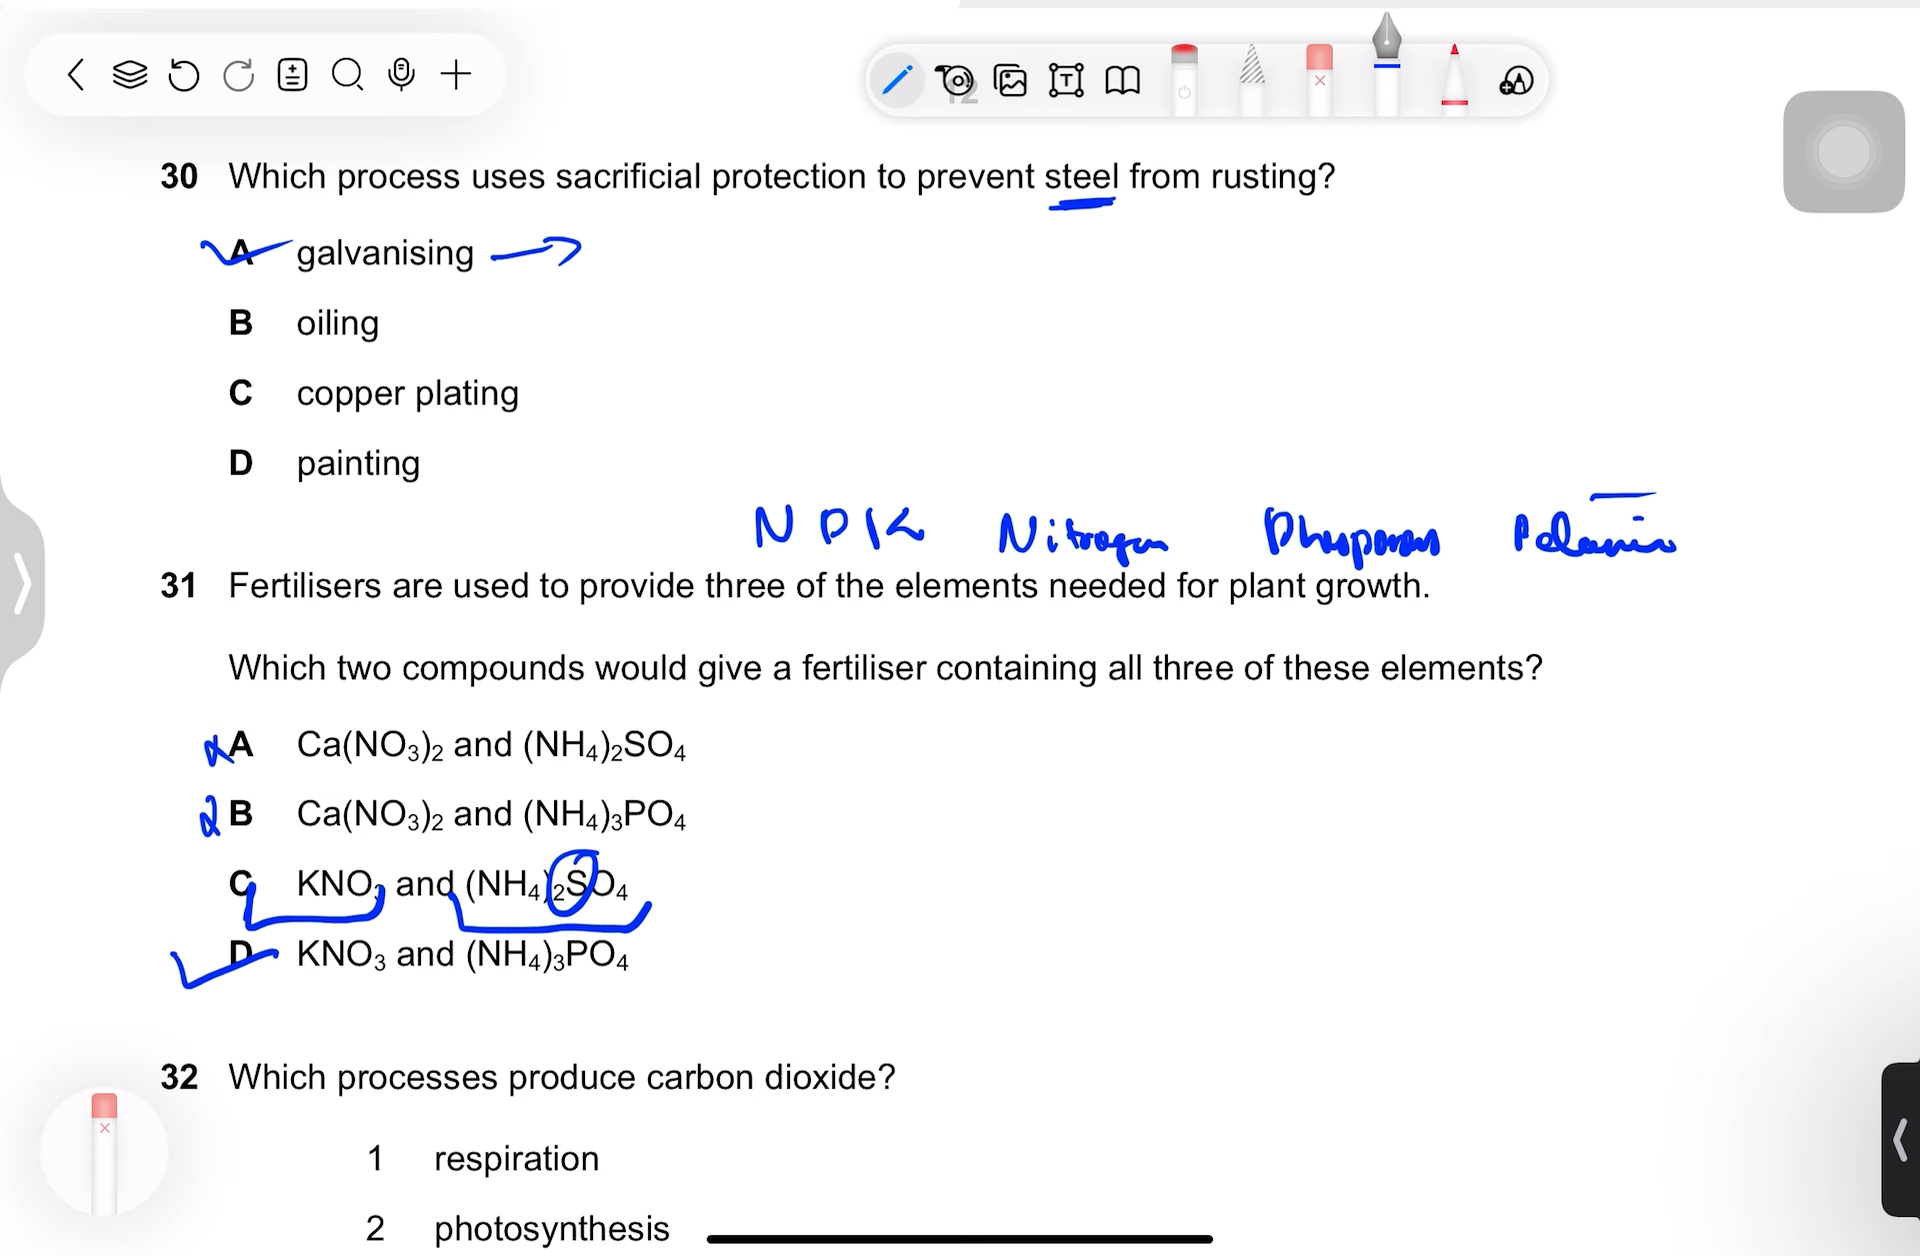 30 Which process uses sacrificial protection to prevent steel from rusting?
A galvanising
B oiling
C copper plating
D painting
N P K Nitrogen
31 Fertilisers are used to provide three of the elements needed for plant growth.
Which two compounds would give a fertiliser containing all three of these elements?
A Ca(NO₃)₂ and (NH₄)₂SO₄
B Ca(NO₃)₂ and (NH₄)₃PO₄
C KNO₃ and (NH₄)₂SO₄
D KNO₃ and (NH₄)₃PO₄
32 Which processes produce carbon dioxide?
1 respiration
2 photosynthesis